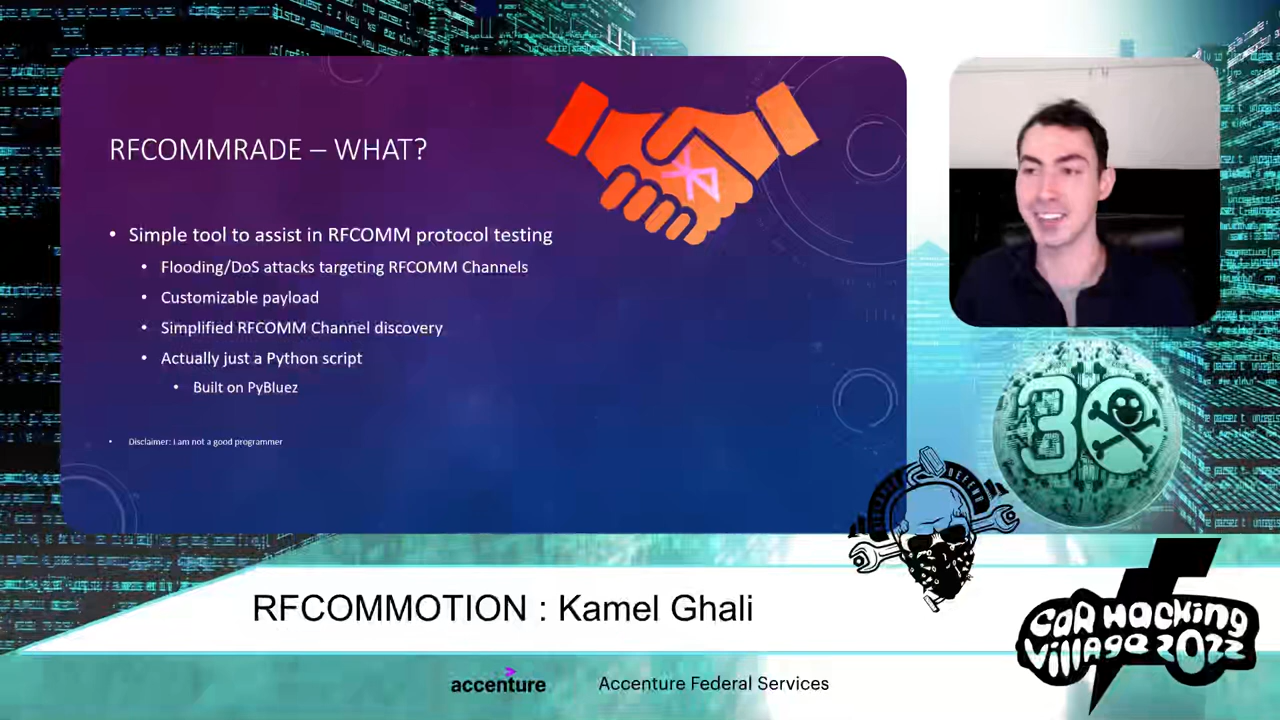 RFCOMMRADE – WHAT?
• Simple tool to assist in RFCOMM protocol testing
• Flooding/DoS attacks targeting RFCOMM Channels
• Customizable payload
• Simplified RFCOMM Channel discovery
• Actually just a Python script
• Built on PyBluez
• Disclaimer: I am not a good programmer
30
DEFEND
RFCOMMOTION : Kamel Ghali
CAR HACKING
VILLAGE 2022
accenture
Accenture Federal Services